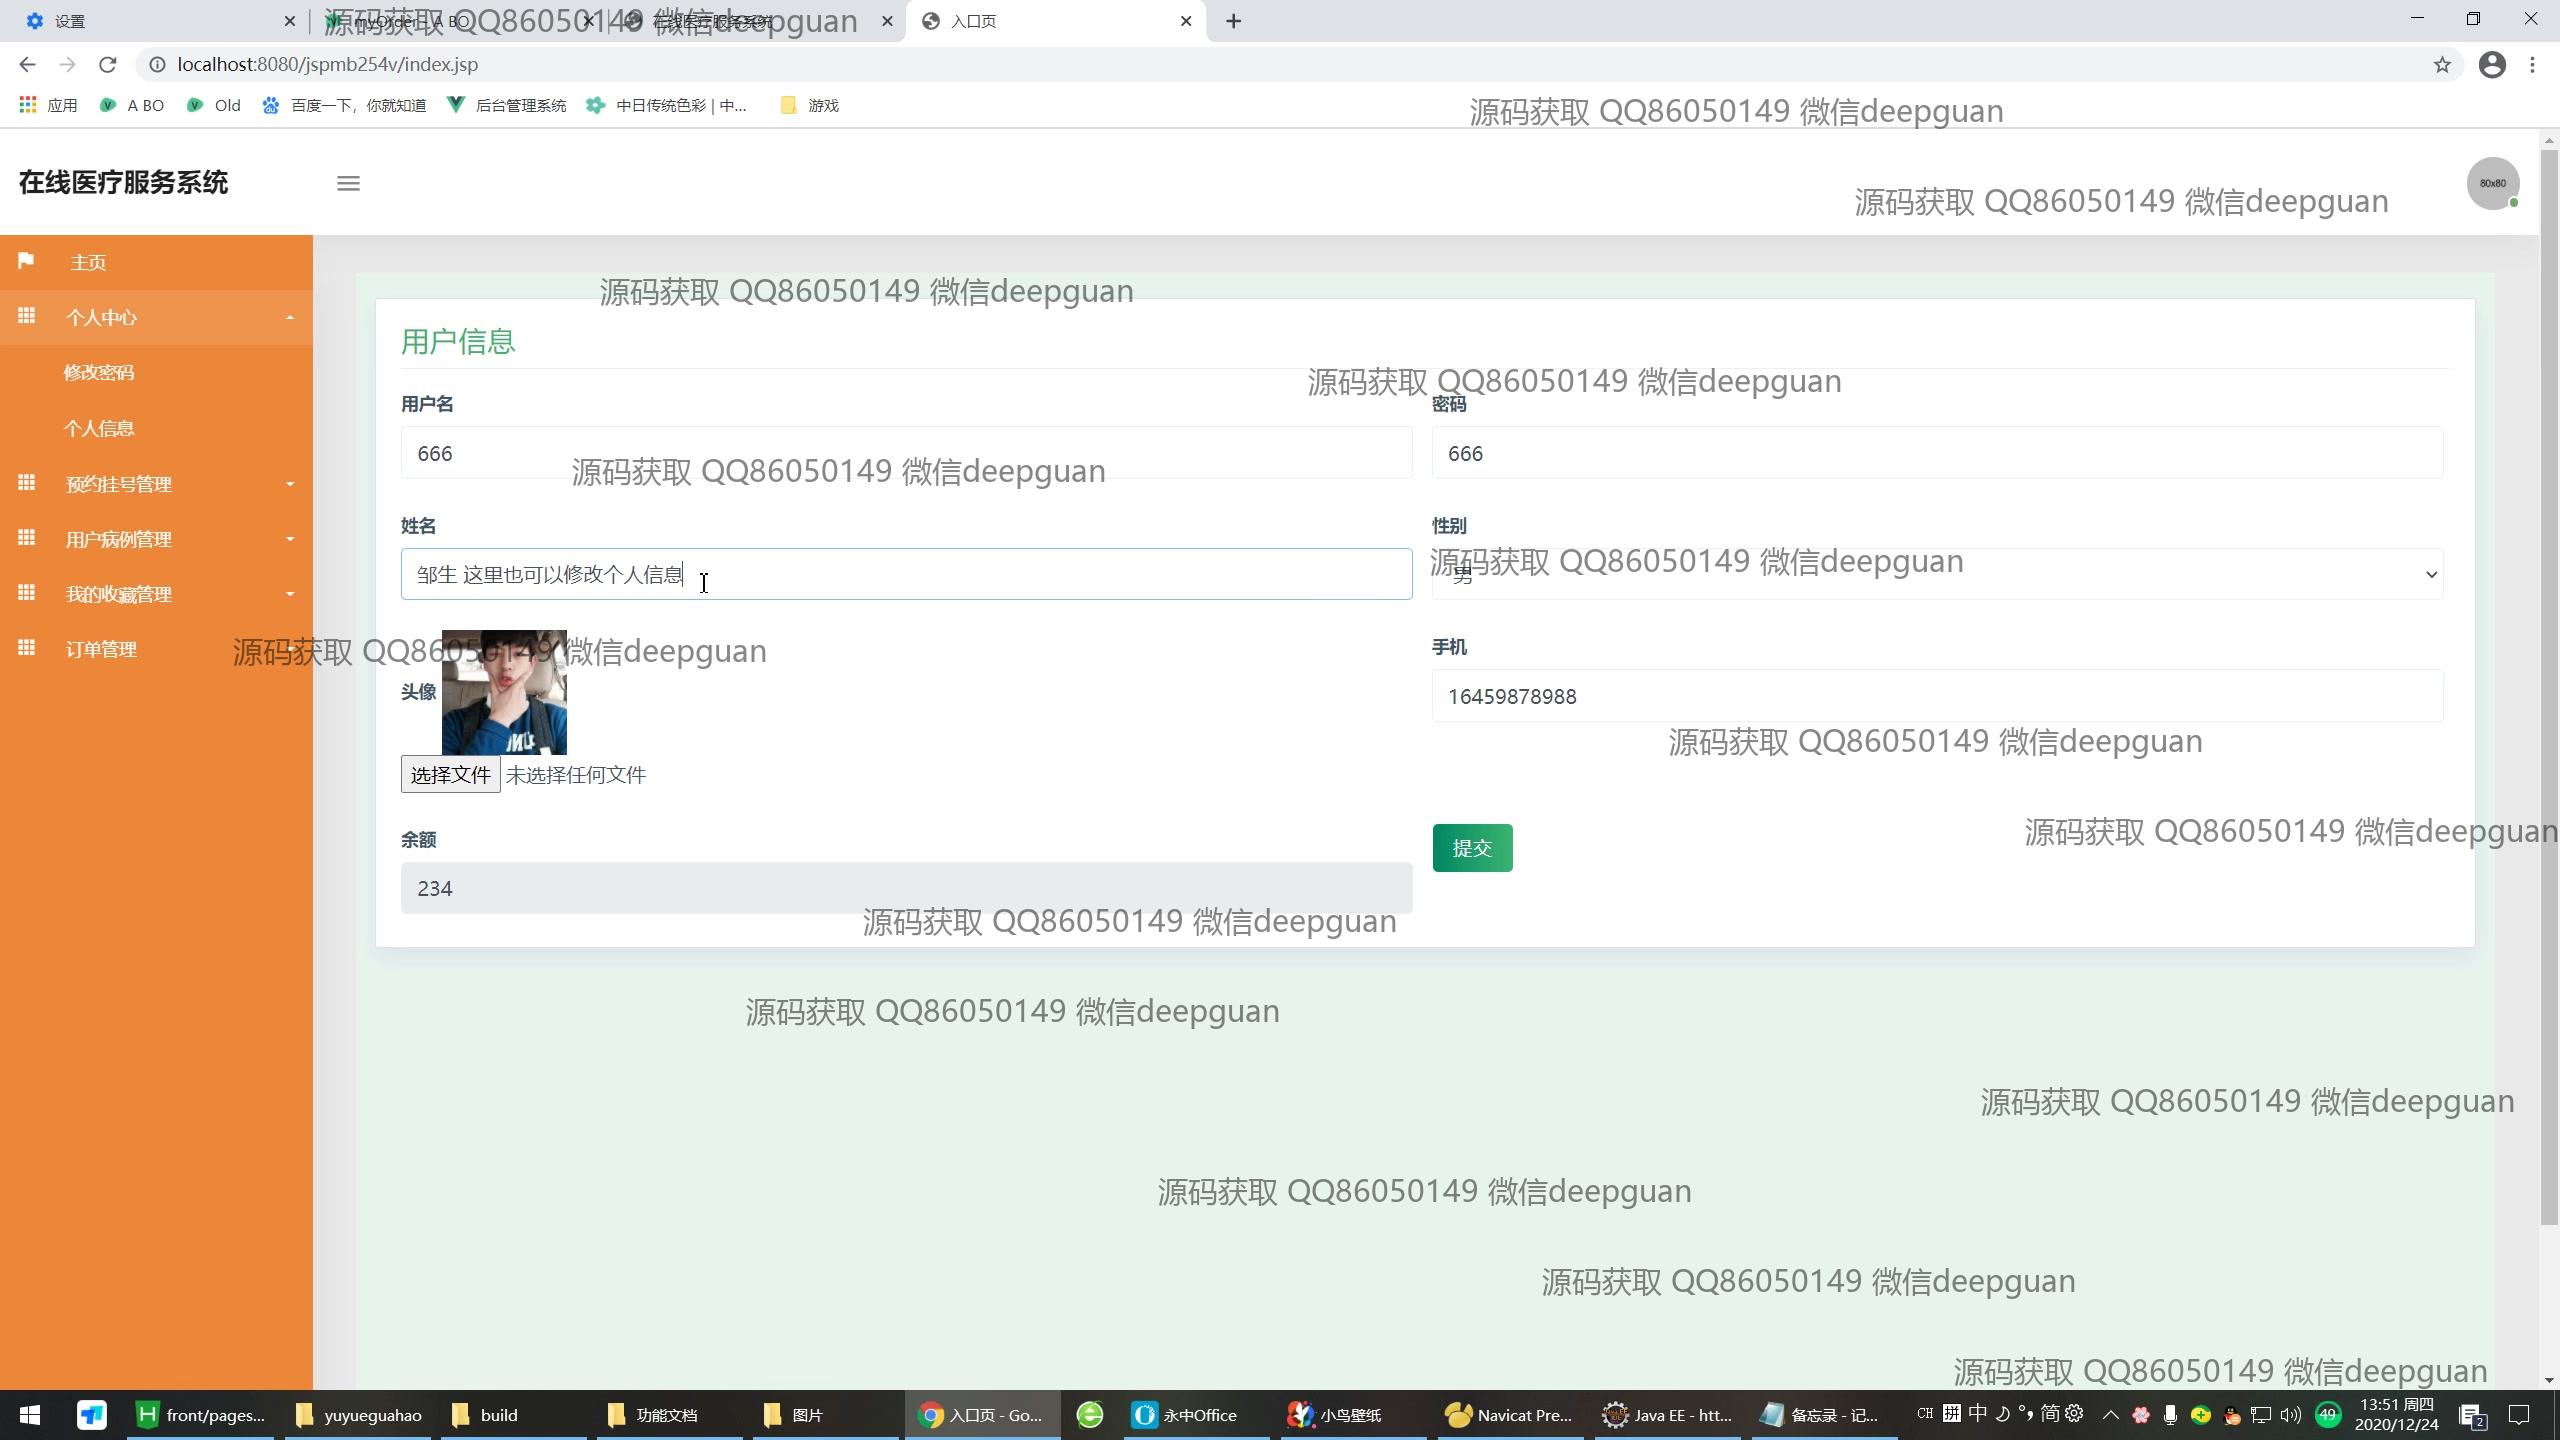 设置
myOrder - A BO
在线医疗服务系统
入口页
源码获取 QQ86050149 微信deepguan
localhost:8080/jspmb254v/index.jsp
应用
A BO
Old
百度一下，你就知道
后台管理系统
中日传统色彩 | 中...
游戏
源码获取 QQ86050149 微信deepguan
在线医疗服务系统
80x80
源码获取 QQ86050149 微信deepguan
主页
个人中心
修改密码
个人信息
预约挂号管理
用户病例管理
我的收藏管理
订单管理
源码获取 QQ86050149 微信deepguan
用户信息
源码获取 QQ86050149 微信deepguan
用户名
密码
666
666
源码获取 QQ86050149 微信deepguan
姓名
性别
源码获取 QQ86050149 微信deepguan
邹生 这里也可以修改个人信息
男
源码获取 QQ86050149 微信deepguan
头像
手机
16459878988
源码获取 QQ86050149 微信deepguan
选择文件 未选择任何文件
源码获取 QQ86050149 微信deepguan
余额
提交
234
源码获取 QQ86050149 微信deepguan
源码获取 QQ86050149 微信deepguan
源码获取 QQ86050149 微信deepguan
源码获取 QQ86050149 微信deepguan
源码获取 QQ86050149 微信deepguan
源码获取 QQ86050149 微信deepguan
front/pages...
yuyueguahao
build
功能文档
图片
入口页 - Go...
永中Office
小鸟壁纸
Navicat Pre...
Java EE - htt...
备忘录 - 记...
CH 拼 中 简
49
13:51 周四
2020/12/24
2